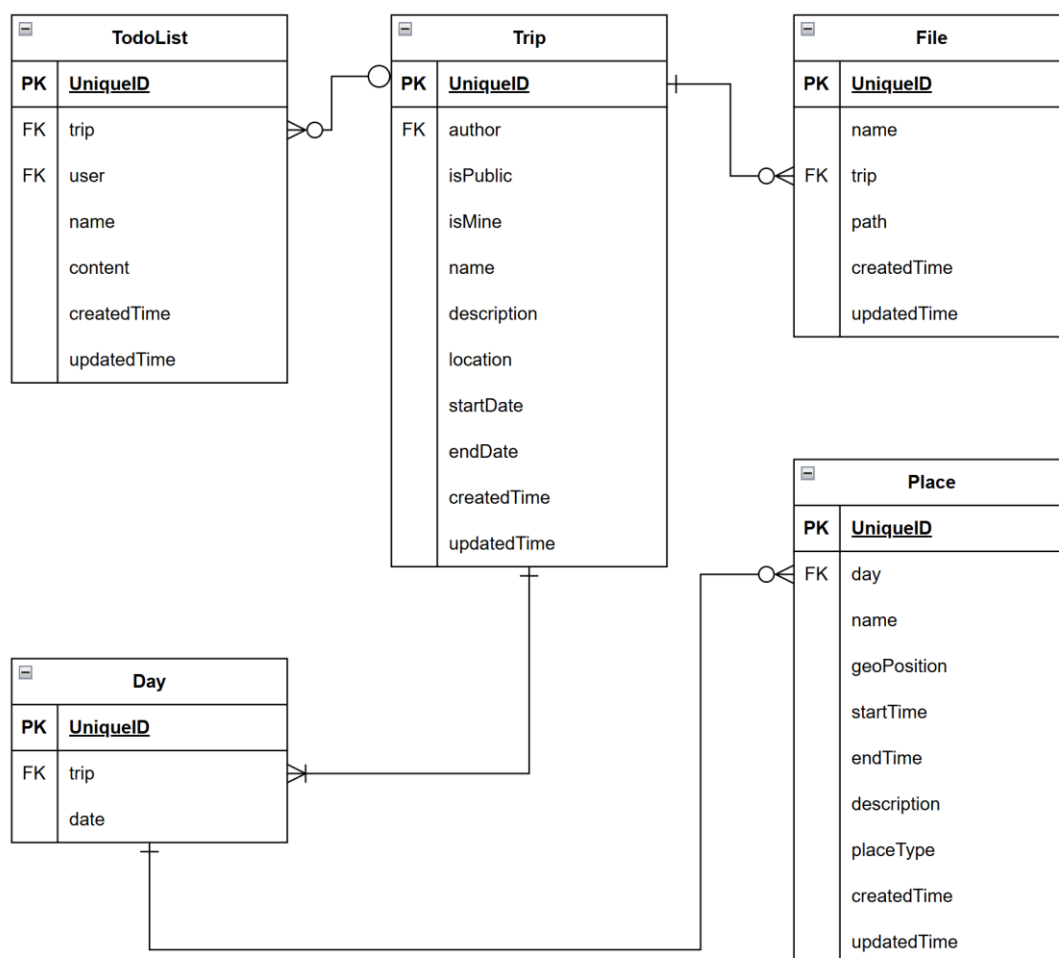 TodoList
PK UniqueID
FK trip
FK user
name
content
createdTime
updatedTime
Trip
PK UniqueID
FK author
isPublic
isMine
name
description
location
startDate
endDate
createdTime
updatedTime
File
PK UniqueID
name
FK trip
path
createdTime
updatedTime
Day
PK UniqueID
FK trip
date
Place
PK UniqueID
FK day
name
geoPosition
startTime
endTime
description
placeType
createdTime
updatedTime